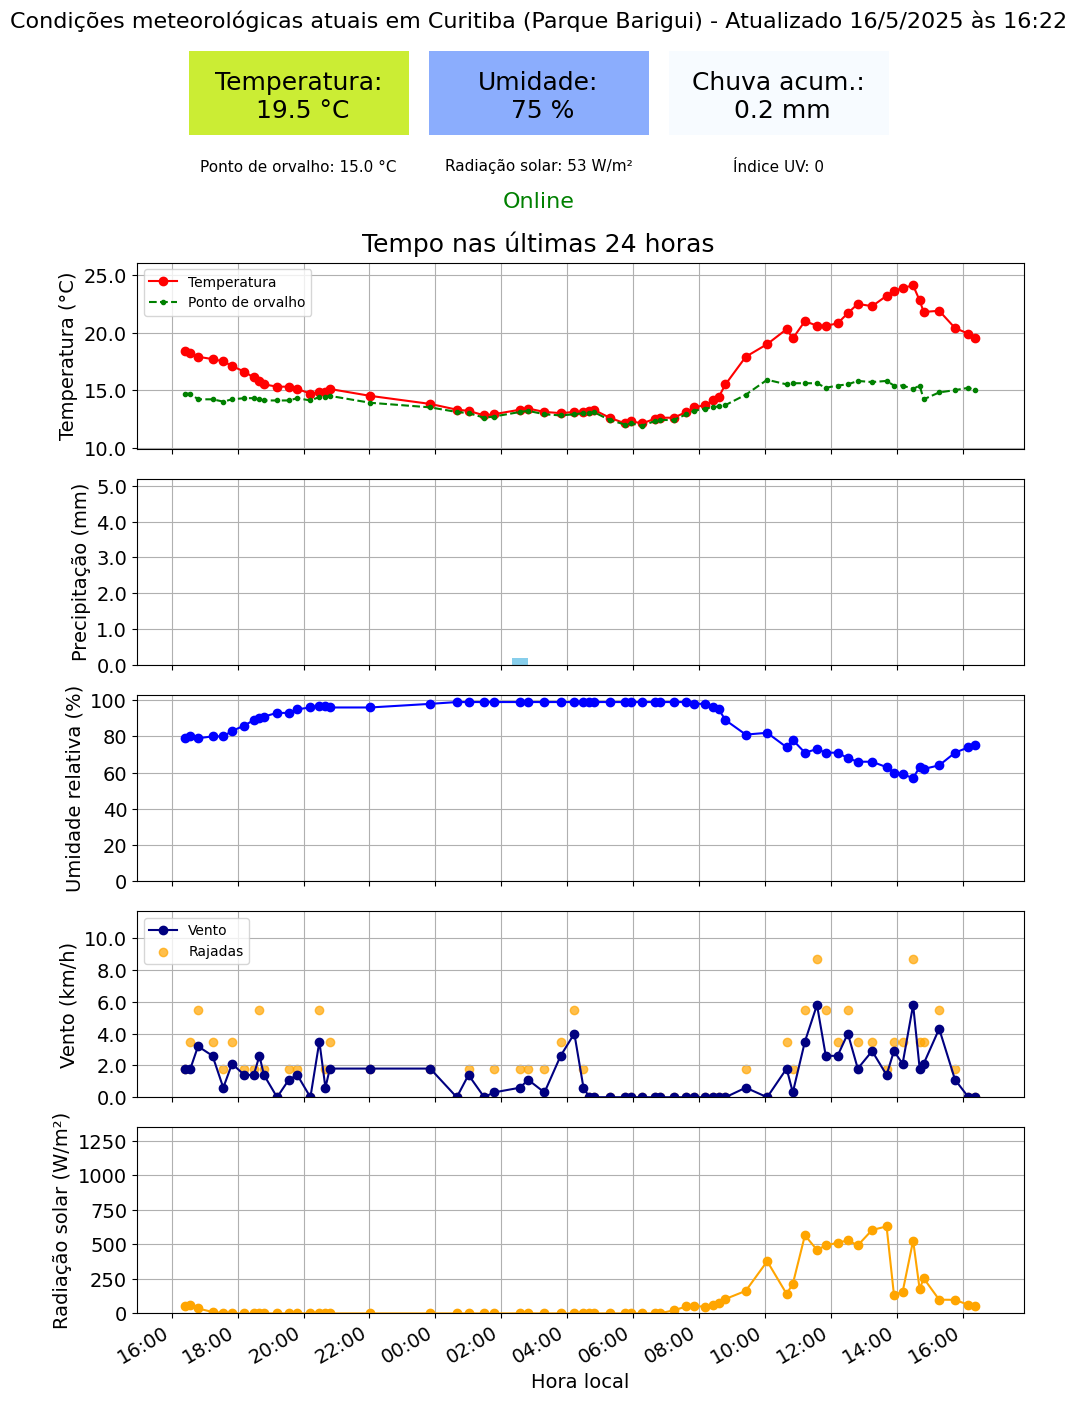 Condições meteorológicas atuais em Curitiba (Parque Barigui) - Atualizado 16/5/2025 às 16:22
Temperatura:
19.5 °C
Umidade:
75 %
Chuva acum.:
0.2 mm
Ponto de orvalho: 15.0 °C
Radiação solar: 53 W/m²
Índice UV: 0
Online
Tempo nas últimas 24 horas
Temperatura (°C)
25.0
20.0
15.0
10.0
Temperatura
Ponto de orvalho
Precipitação (mm)
5.0
4.0
3.0
2.0
1.0
0.0
Umidade relativa (%)
100
80
60
40
20
0
Vento (km/h)
10.0
8.0
6.0
4.0
2.0
0.0
Vento
Rajadas
Radiação solar (W/m²)
1250
1000
750
500
250
0
16:00
18:00
20:00
22:00
00:00
02:00
04:00
06:00
08:00
10:00
12:00
14:00
16:00
Hora local